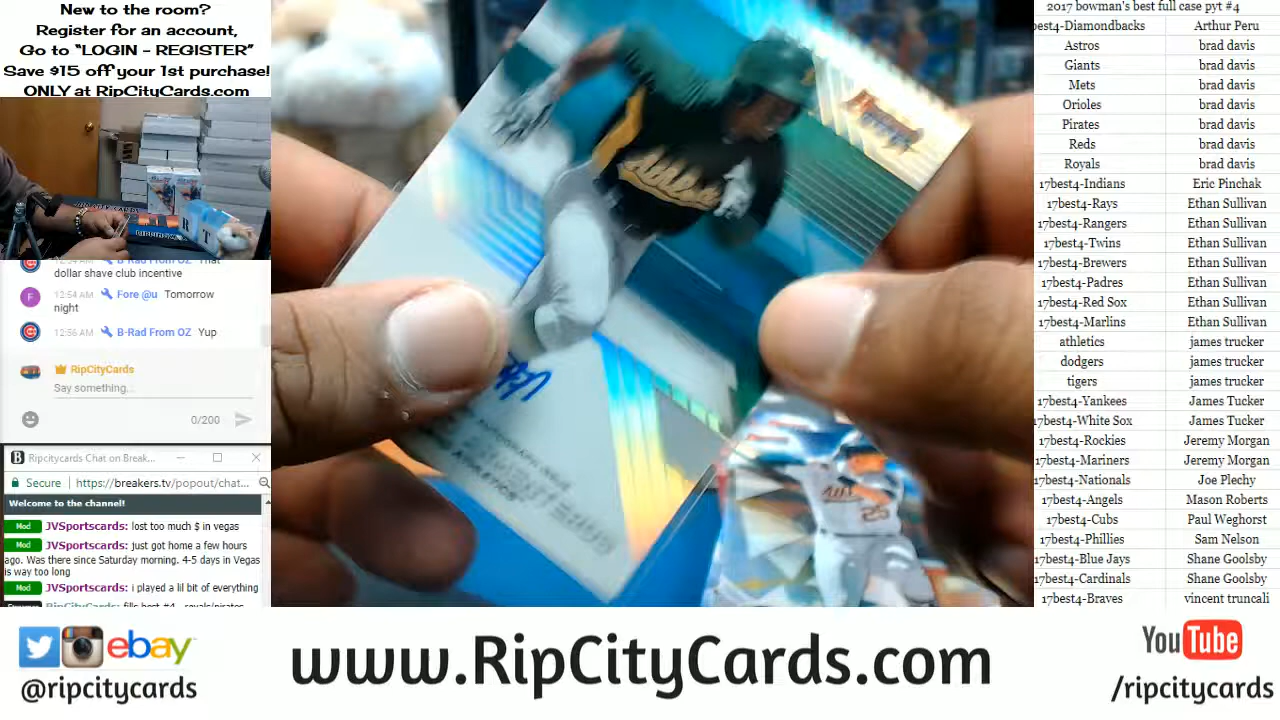 New to the room?
Register for an account,
Go to “LOGIN - REGISTER”
Save $15 off your 1st purchase!
ONLY at RipCityCards.com
B-Rad From OZ That
dollar shave club incentive
12:54 AM Fore @u Tomorrow
night
12:56 AM B-Rad From OZ Yup
RipCityCards
Say something...
0/200
Ripcitycards Chat on Break...
Secure https://breakers.tv/popout/chat...
Welcome to the channel!
Mod JVSportscards: lost too much $ in vegas
Mod JVSportscards: just got home a few hours
ago. Was there since Saturday morning. 4-5 days in Vegas
is way too long
Mod JVSportscards: i played a lil bit of everything
2017 bowman's best full case pyt #4
best4-Diamondbacks Arthur Peru
Astros brad davis
Giants brad davis
Mets brad davis
Orioles brad davis
Pirates brad davis
Reds brad davis
Royals brad davis
17best4-Indians Eric Pinchak
17best4-Rays Ethan Sullivan
17best4-Rangers Ethan Sullivan
17best4-Twins Ethan Sullivan
17best4-Brewers Ethan Sullivan
17best4-Padres Ethan Sullivan
17best4-Red Sox Ethan Sullivan
17best4-Marlins Ethan Sullivan
athletics james trucker
dodgers james trucker
tigers james trucker
17best4-Yankees James Tucker
17best4-White Sox James Tucker
17best4-Rockies Jeremy Morgan
17best4-Mariners Jeremy Morgan
17best4-Nationals Joe Plechy
17best4-Angels Mason Roberts
17best4-Cubs Paul Weghorst
17best4-Phillies Sam Nelson
17best4-Blue Jays Shane Goolsby
17best4-Cardinals Shane Goolsby
17best4-Braves vincent truncali
ebay
@ripcitycards
www.RipCityCards.com
YouTube
/ripcitycards